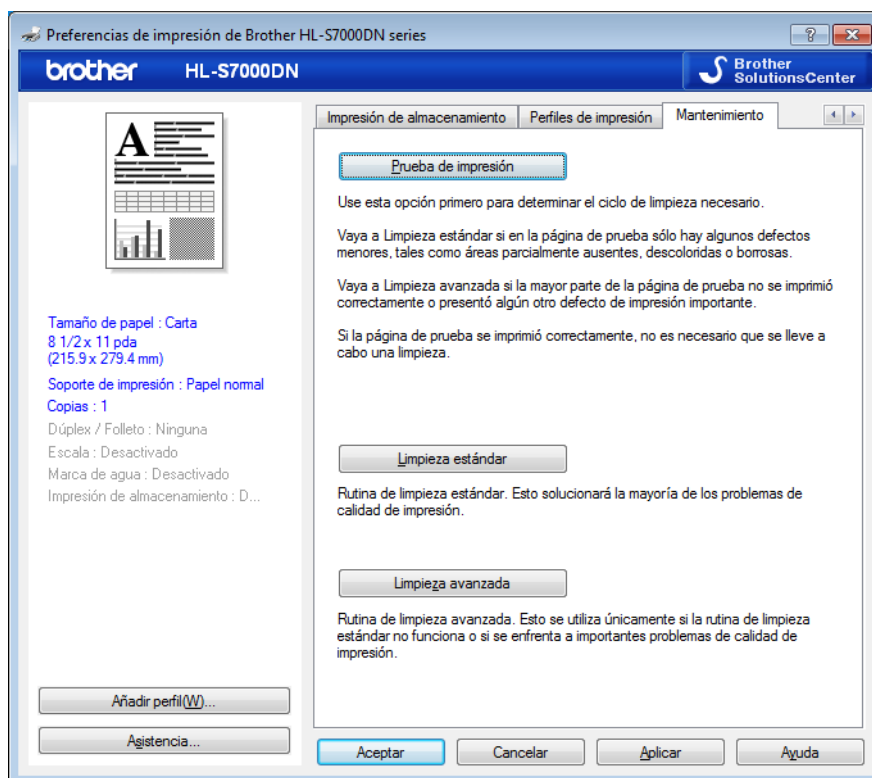 Preferencias de impresión de Brother HL-S7000DN series
brother HL-S7000DN
Brother
SolutionsCenter
A
Tamaño de papel : Carta
8 1/2 x 11 pda
(215.9 x 279.4 mm)
Soporte de impresión : Papel normal
Copias : 1
Dúplex / Folleto : Ninguna
Escala : Desactivado
Marca de agua : Desactivado
Impresión de almacenamiento : D...
Añadir perfil(W)...
Asistencia...
Impresión de almacenamiento Perfiles de impresión Mantenimiento
Prueba de impresión
Use esta opción primero para determinar el ciclo de limpieza necesario.
Vaya a Limpieza estándar si en la página de prueba sólo hay algunos defectos
menores, tales como áreas parcialmente ausentes, descoloridas o borrosas.
Vaya a Limpieza avanzada si la mayor parte de la página de prueba no se imprimió
correctamente o presentó algún otro defecto de impresión importante.
Si la página de prueba se imprimió correctamente, no es necesario que se lleve a
cabo una limpieza.
Limpieza estándar
Rutina de limpieza estándar. Esto solucionará la mayoría de los problemas de
calidad de impresión.
Limpieza avanzada
Rutina de limpieza avanzada. Esto se utiliza únicamente si la rutina de limpieza
estándar no funciona o si se enfrenta a importantes problemas de calidad de
impresión.
Aceptar Cancelar Aplicar Ayuda